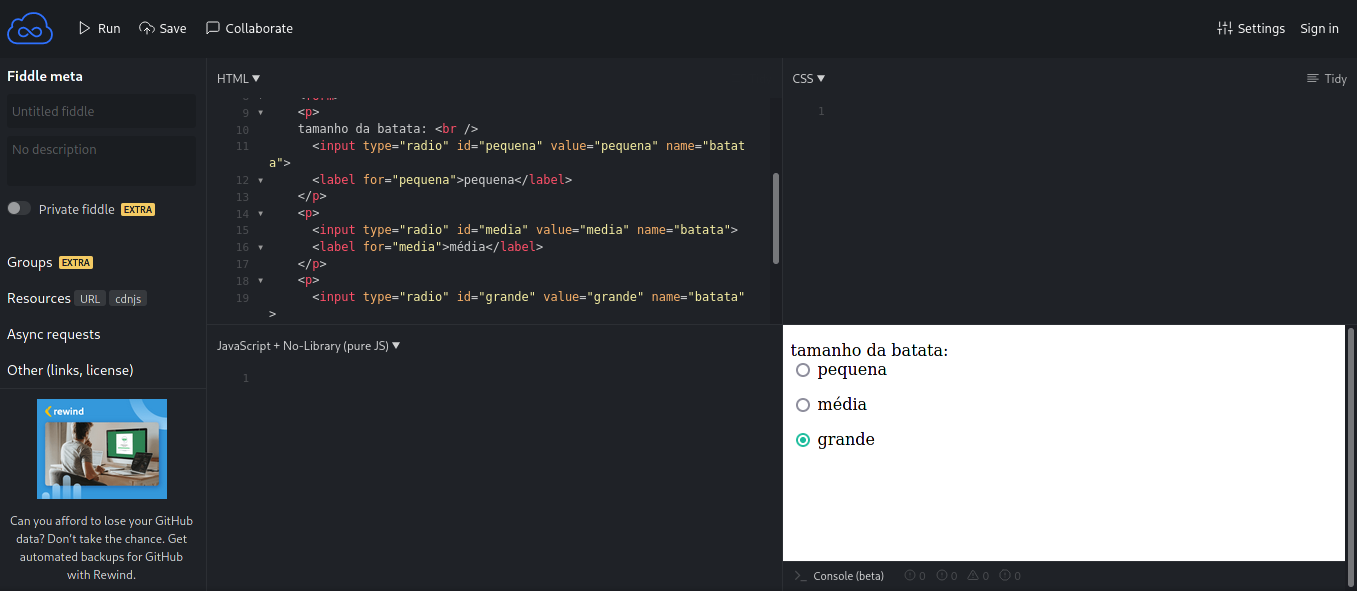 Run Save Collaborate Settings Sign in
Fiddle meta
Untitled fiddle
No description
Private fiddle EXTRA
Groups EXTRA
Resources URL cdnjs
Async requests
Other (links, license)
rewind
Can you afford to lose your GitHub
data? Don't take the chance. Get
automated backups for GitHub
with Rewind.
HTML ▼
9 ▼ <p>
10 tamanho da batata: <br />
11 <input type="radio" id="pequena" value="pequena" name="batat
a">
12 ▼ <label for="pequena">pequena</label>
13 </p>
14 ▼ <p>
15 <input type="radio" id="media" value="media" name="batata">
16 ▼ <label for="media">média</label>
17 </p>
18 ▼ <p>
19 <input type="radio" id="grande" value="grande" name="batata"
>
JavaScript + No-Library (pure JS) ▼
1
CSS ▼ Tidy
1
tamanho da batata:
pequena
média
grande
>_ Console (beta) 0 0 0 0